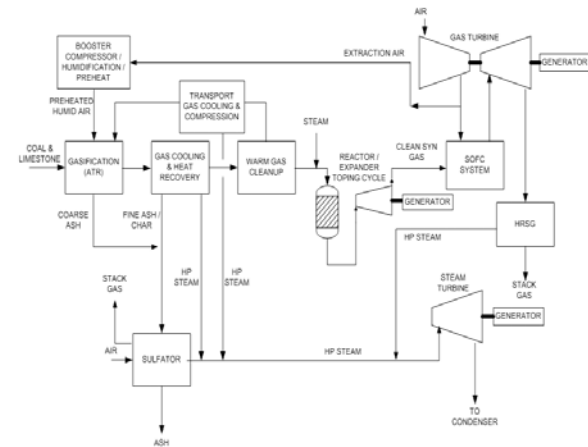 AIR
GAS TURBINE
BOOSTER
COMPRESSOR /
HUMIDIFICATION /
PREHEAT
EXTRACTION AIR
GENERATOR
PREHEATED
HUMID AIR
TRANSPORT
GAS COOLING &
COMPRESSION
STEAM
COAL &
LIMESTONE
GASIFICATION
(ATR)
GAS COOLING
& HEAT
RECOVERY
WARM GAS
CLEANUP
REACTOR /
EXPANDER
TOPING CYCLE
CLEAN SYN
GAS
SOFC
SYSTEM
GENERATOR
COARSE
ASH
FINE ASH /
CHAR
HP STEAM
HRSG
STACK
GAS
HP
STEAM
HP
STEAM
STEAM
TURBINE
STACK
GAS
GENERATOR
AIR
SULFATOR
HP STEAM
TO
CONDENSER
ASH